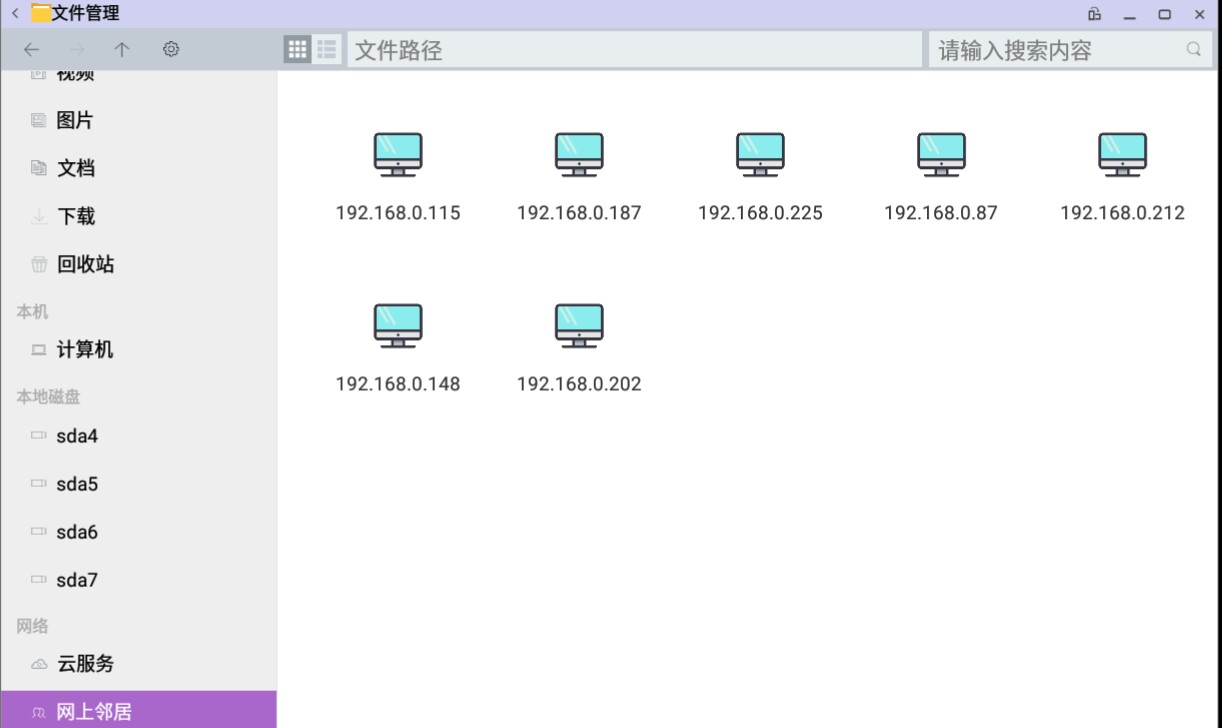 文件管理
文件路径
请输入搜索内容
视频
图片
文档
下载
回收站
本机
计算机
本地磁盘
sda4
sda5
sda6
sda7
网络
云服务
网上邻居
192.168.0.115
192.168.0.187
192.168.0.225
192.168.0.87
192.168.0.212
192.168.0.148
192.168.0.202